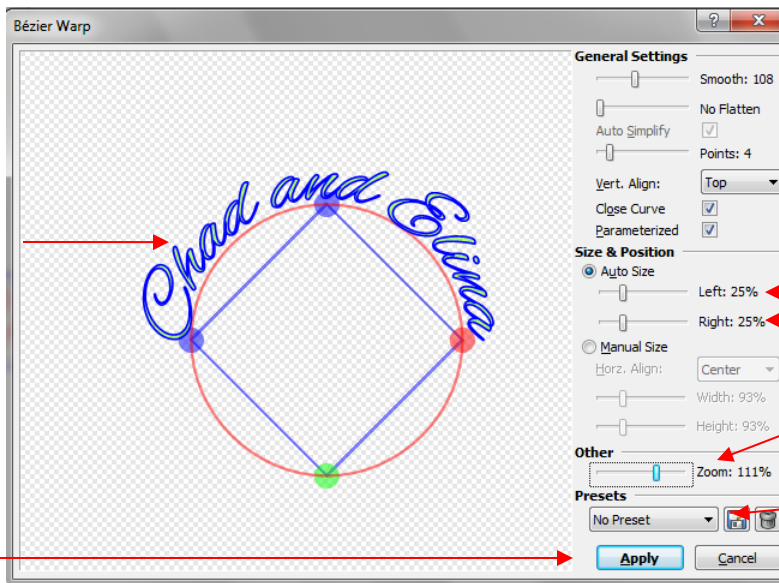 Bézier Warp
?
X
Chad and Elina
General Settings
Smooth: 108
No Flatten
Auto Simplify
Points: 4
Vert. Align: Top
Close Curve
Parameterized
Size & Position
Auto Size
Left: 25%
Right: 25%
Manual Size
Horz. Align: Center
Width: 93%
Height: 93%
Other
Zoom: 111%
Presets
No Preset
Apply Cancel